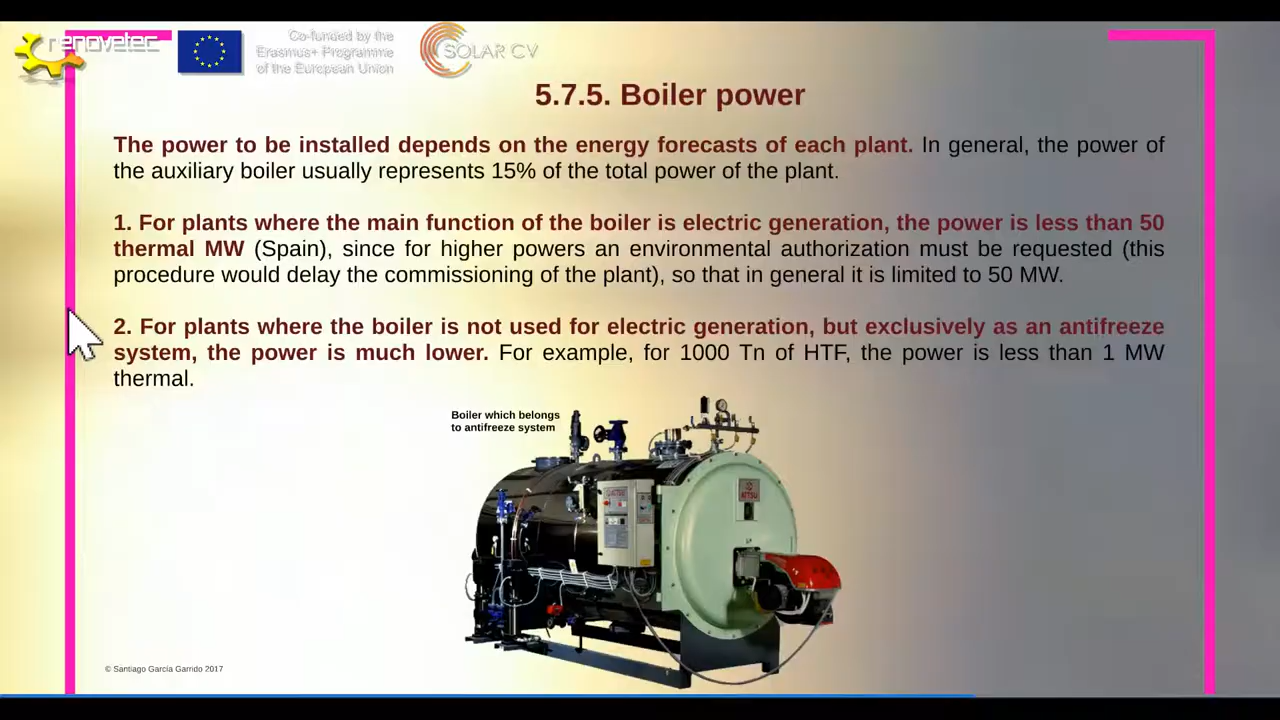 renovetec
Co-funded by the
Erasmus+ Programme
of the European Union
SOLAR CV
5.7.5. Boiler power
The power to be installed depends on the energy forecasts of each plant. In general, the power of
the auxiliary boiler usually represents 15% of the total power of the plant.
1. For plants where the main function of the boiler is electric generation, the power is less than 50
thermal MW (Spain), since for higher powers an environmental authorization must be requested (this
procedure would delay the commissioning of the plant), so that in general it is limited to 50 MW.
2. For plants where the boiler is not used for electric generation, but exclusively as an antifreeze
system, the power is much lower. For example, for 1000 Tn of HTF, the power is less than 1 MW
thermal.
Boiler which belongs
to antifreeze system
ATTSU
ATTSU
© Santiago García Garrido 2017